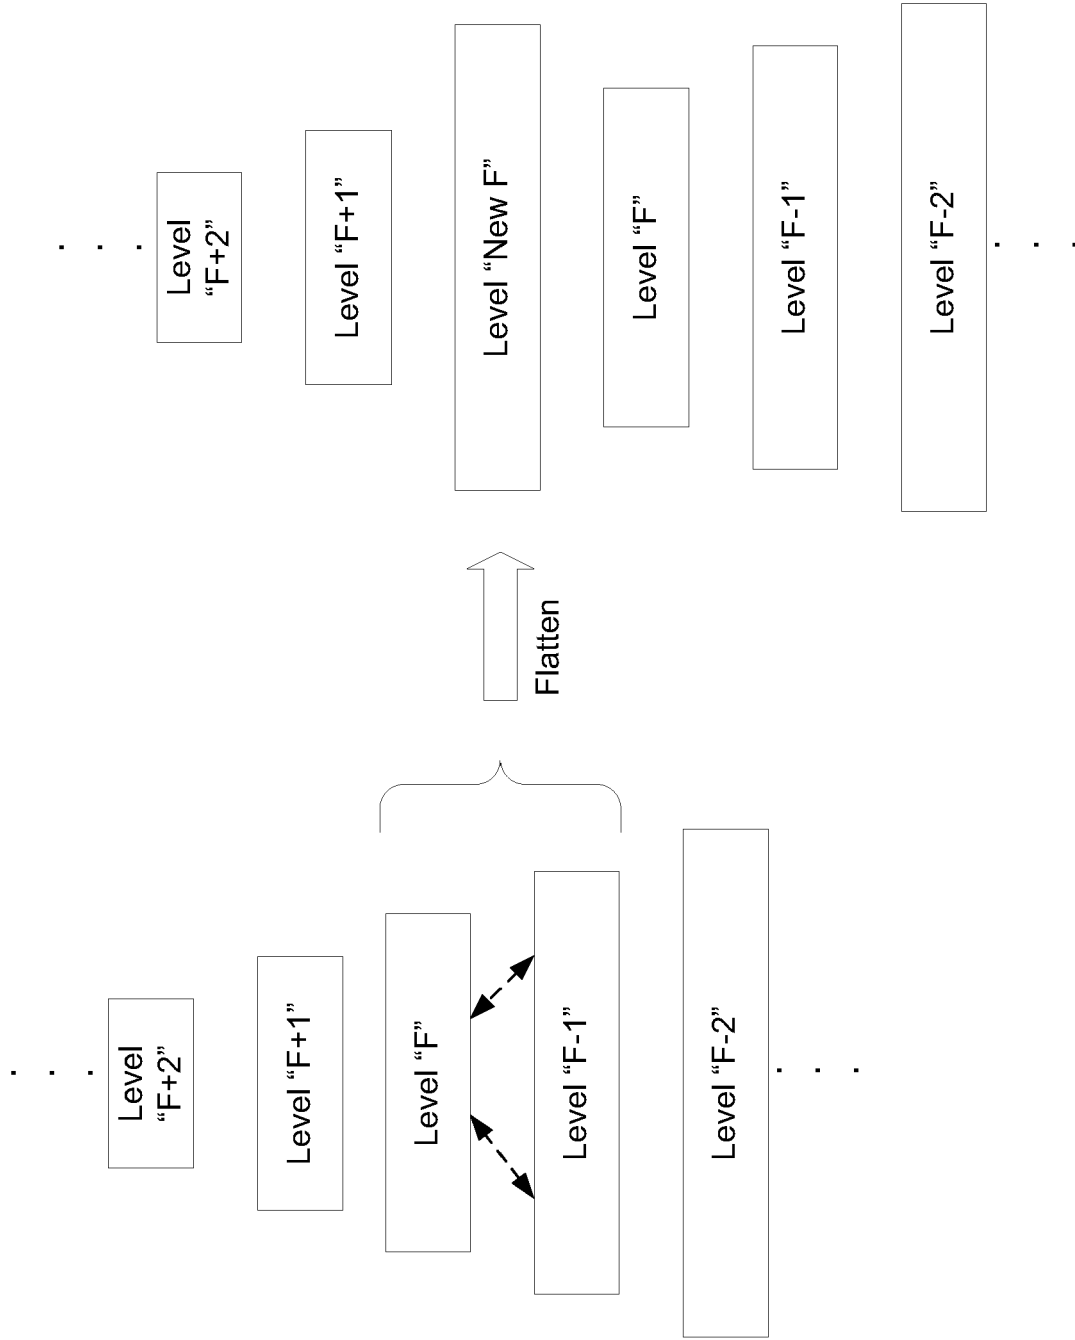 Level
“F+2”
Level “F+1”
Level “F”
Level “F-1”
Level “F-2”
Flatten
Level
“F+2”
Level “F+1”
Level “New F”
Level “F”
Level “F-1”
Level “F-2”